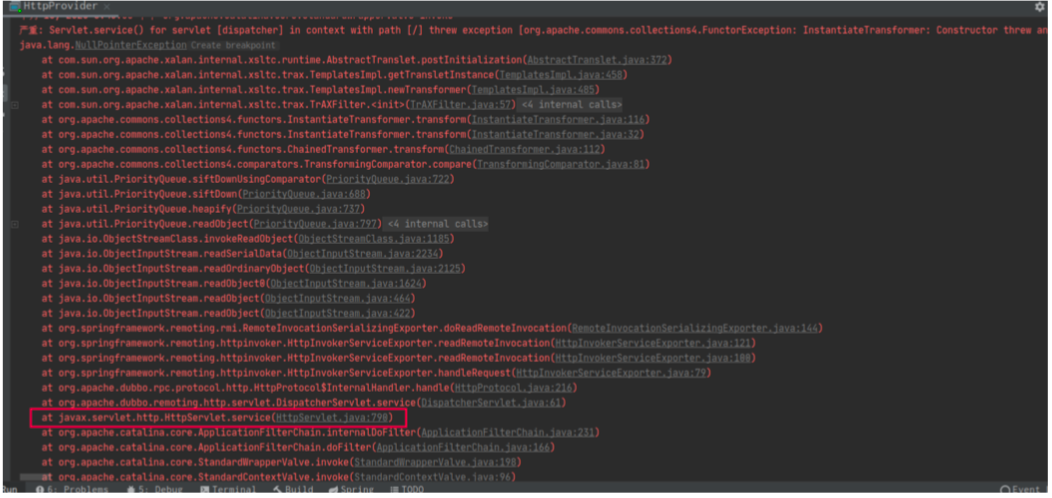 HttpProvider ×
严重: Servlet.service() for servlet [dispatcher] in context with path [/] threw exception [org.apache.commons.collections4.FunctorException: InstantiateTransformer: Constructor threw an
java.lang.NullPointerException Create breakpoint
at com.sun.org.apache.xalan.internal.xsltc.runtime.AbstractTranslet.postInitialization(AbstractTranslet.java:372)
at com.sun.org.apache.xalan.internal.xsltc.trax.TemplatesImpl.getTransletInstance(TemplatesImpl.java:458)
at com.sun.org.apache.xalan.internal.xsltc.trax.TemplatesImpl.newTransformer(TemplatesImpl.java:485)
at com.sun.org.apache.xalan.internal.xsltc.trax.TrAXFilter.<init>(TrAXFilter.java:57) <4 internal calls>
at org.apache.commons.collections4.functors.InstantiateTransformer.transform(InstantiateTransformer.java:116)
at org.apache.commons.collections4.functors.InstantiateTransformer.transform(InstantiateTransformer.java:32)
at org.apache.commons.collections4.functors.ChainedTransformer.transform(ChainedTransformer.java:112)
at org.apache.commons.collections4.comparators.TransformingComparator.compare(TransformingComparator.java:81)
at java.util.PriorityQueue.siftDownUsingComparator(PriorityQueue.java:722)
at java.util.PriorityQueue.siftDown(PriorityQueue.java:688)
at java.util.PriorityQueue.heapify(PriorityQueue.java:737)
at java.util.PriorityQueue.readObject(PriorityQueue.java:797) <4 internal calls>
at java.io.ObjectStreamClass.invokeReadObject(ObjectStreamClass.java:1185)
at java.io.ObjectInputStream.readSerialData(ObjectInputStream.java:2234)
at java.io.ObjectInputStream.readOrdinaryObject(ObjectInputStream.java:2125)
at java.io.ObjectInputStream.readObject0(ObjectInputStream.java:1624)
at java.io.ObjectInputStream.readObject(ObjectInputStream.java:464)
at java.io.ObjectInputStream.readObject(ObjectInputStream.java:422)
at org.springframework.remoting.rmi.RemoteInvocationSerializingExporter.doReadRemoteInvocation(RemoteInvocationSerializingExporter.java:144)
at org.springframework.remoting.httpinvoker.HttpInvokerServiceExporter.readRemoteInvocation(HttpInvokerServiceExporter.java:121)
at org.springframework.remoting.httpinvoker.HttpInvokerServiceExporter.readRemoteInvocation(HttpInvokerServiceExporter.java:100)
at org.springframework.remoting.httpinvoker.HttpInvokerServiceExporter.handleRequest(HttpInvokerServiceExporter.java:79)
at org.apache.dubbo.rpc.protocol.http.HttpProtocol$InternalHandler.handle(HttpProtocol.java:216)
at org.apache.dubbo.remoting.http.servlet.DispatcherServlet.service(DispatcherServlet.java:61)
at javax.servlet.http.HttpServlet.service(HttpServlet.java:790)
at org.apache.catalina.core.ApplicationFilterChain.internalDoFilter(ApplicationFilterChain.java:231)
at org.apache.catalina.core.ApplicationFilterChain.doFilter(ApplicationFilterChain.java:166)
at org.apache.catalina.core.StandardWrapperValve.invoke(StandardWrapperValve.java:198)
at org.apache.catalina.core.StandardContextValve.invoke(StandardContextValve.java:96)
Run 6: Problems 5: Debug Terminal Build Spring TODO Event